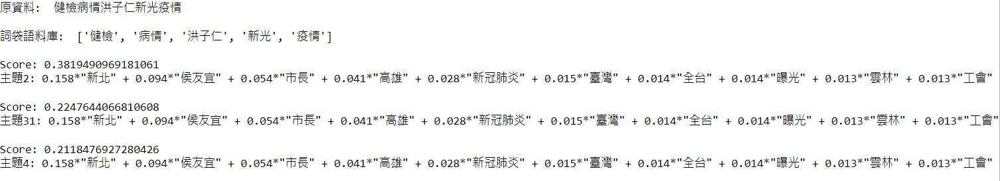 原資料:  健檢病情洪子仁新光疫情
詞袋語料庫:  ['健檢', '病情', '洪子仁', '新光', '疫情']
Score: 0.3819490969181061
主題2: 0.158*"新北" + 0.094*"侯友宜" + 0.054*"市長" + 0.041*"高雄" + 0.028*"新冠肺炎" + 0.015*"臺灣" + 0.014*"全台" + 0.014*"曝光" + 0.013*"雲林" + 0.013*"工會"
Score: 0.2247644066810608
主題31: 0.158*"新北" + 0.094*"侯友宜" + 0.054*"市長" + 0.041*"高雄" + 0.028*"新冠肺炎" + 0.015*"臺灣" + 0.014*"全台" + 0.014*"曝光" + 0.013*"雲林" + 0.013*"工會"
Score: 0.2118476927280426
主題4: 0.158*"新北" + 0.094*"侯友宜" + 0.054*"市長" + 0.041*"高雄" + 0.028*"新冠肺炎" + 0.015*"臺灣" + 0.014*"全台" + 0.014*"曝光" + 0.013*"雲林" + 0.013*"工會"